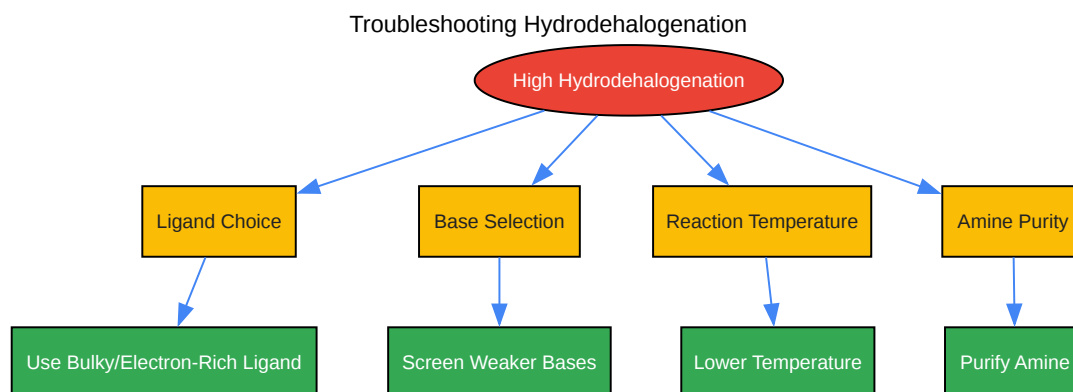 Troubleshooting Hydrodehalogenation
High Hydrodehalogenation
Ligand Choice
Base Selection
Reaction Temperature
Amine Purity
Use Bulky/Electron-Rich Ligand
Screen Weaker Bases
Lower Temperature
Purify Amine